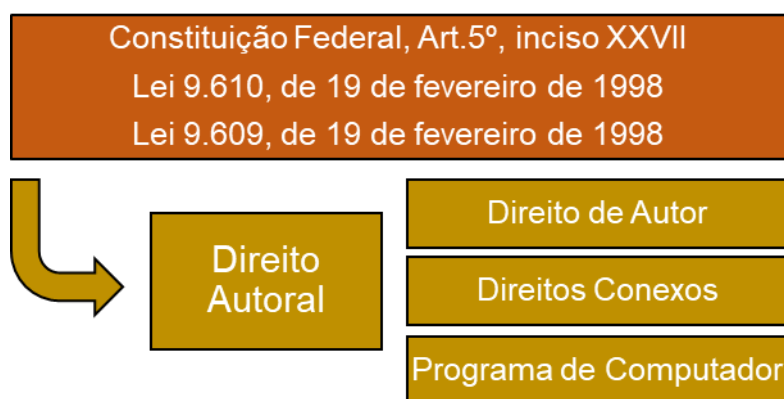 Constituição Federal, Art.5º, inciso XXVII
Lei 9.610, de 19 de fevereiro de 1998
Lei 9.609, de 19 de fevereiro de 1998
Direito
Autoral
Direito de Autor
Direitos Conexos
Programa de Computador